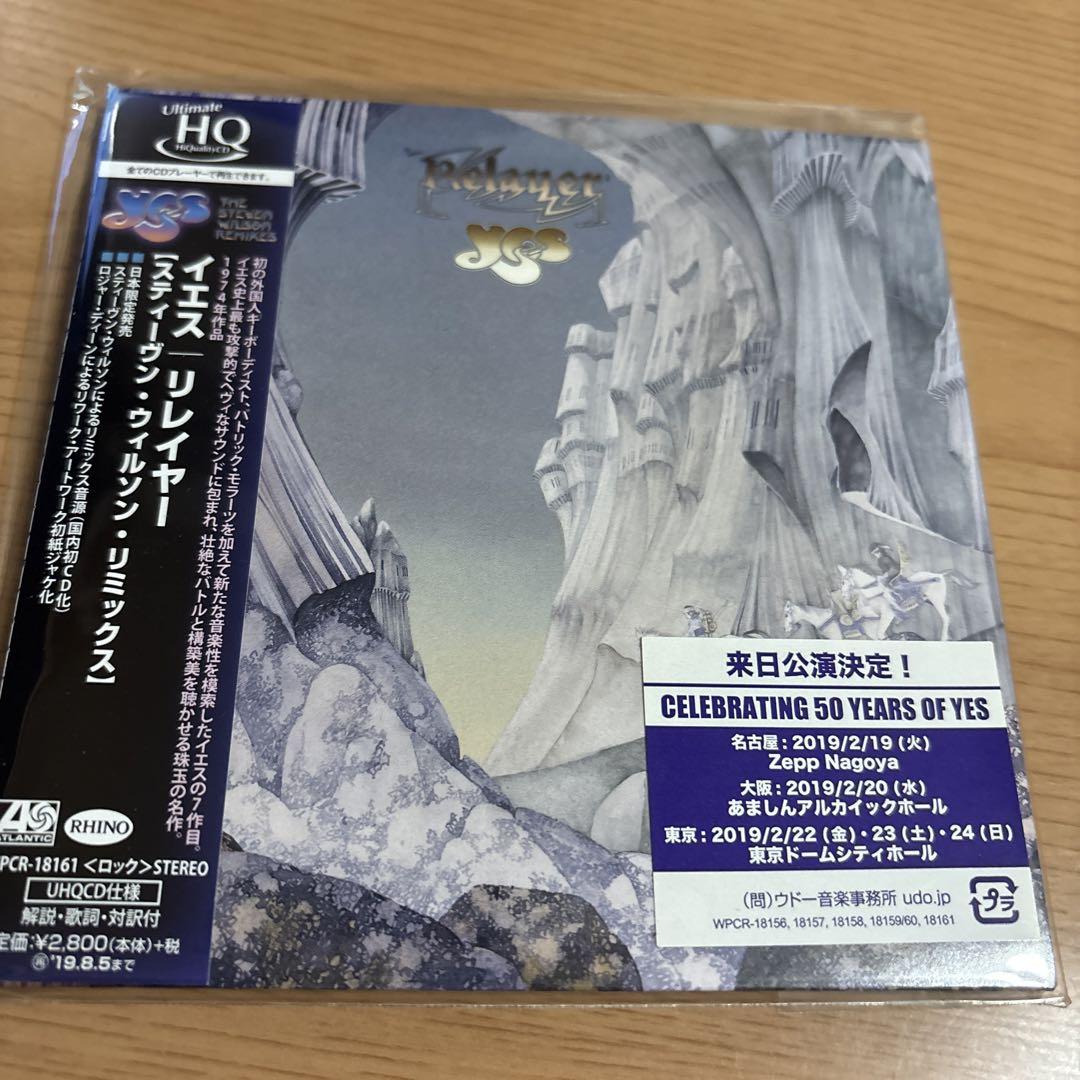 Ultimate
HQ
HiQualityCD
全てのCDプレーヤーで再生できます。
YES
THE
STEVEN
WILSON
REMIXES
初の外国人キーボーディスト、パトリック・モラーツを加えて新たな音楽性を模索したイエスの7作目。
イエス史上最も攻撃的でヘヴィなサウンドに包まれ、壮絶なバトルと構築美を聴かせる珠玉の名作。
1974年作品
イエス|リレイヤー
[スティーヴン・ウィルソン・リミックス]
■日本限定発売
■スティーヴン・ウィルソンによるリミックス音源(国内初CD化)
■ロジャー・ディーンによるリワーク・アートワーク初紙ジャケ化
ATLANTIC
RHINO
WPCR-18161 <ロック> STEREO
UHQCD仕様
解説・歌詞・対訳付
定価:¥2,800(本体)+税
再 '19.8.5まで
Relayer
YES
来日公演決定!
CELEBRATING 50 YEARS OF YES
名古屋:2019/2/19(火)
Zepp Nagoya
大阪:2019/2/20(水)
あましんアルカイックホール
東京:2019/2/22(金)・23(土)・24(日)
東京ドームシティホール
(問)ウドー音楽事務所 udo.jp
プラ
WPCR-18156, 18157, 18158, 18159/60, 18161